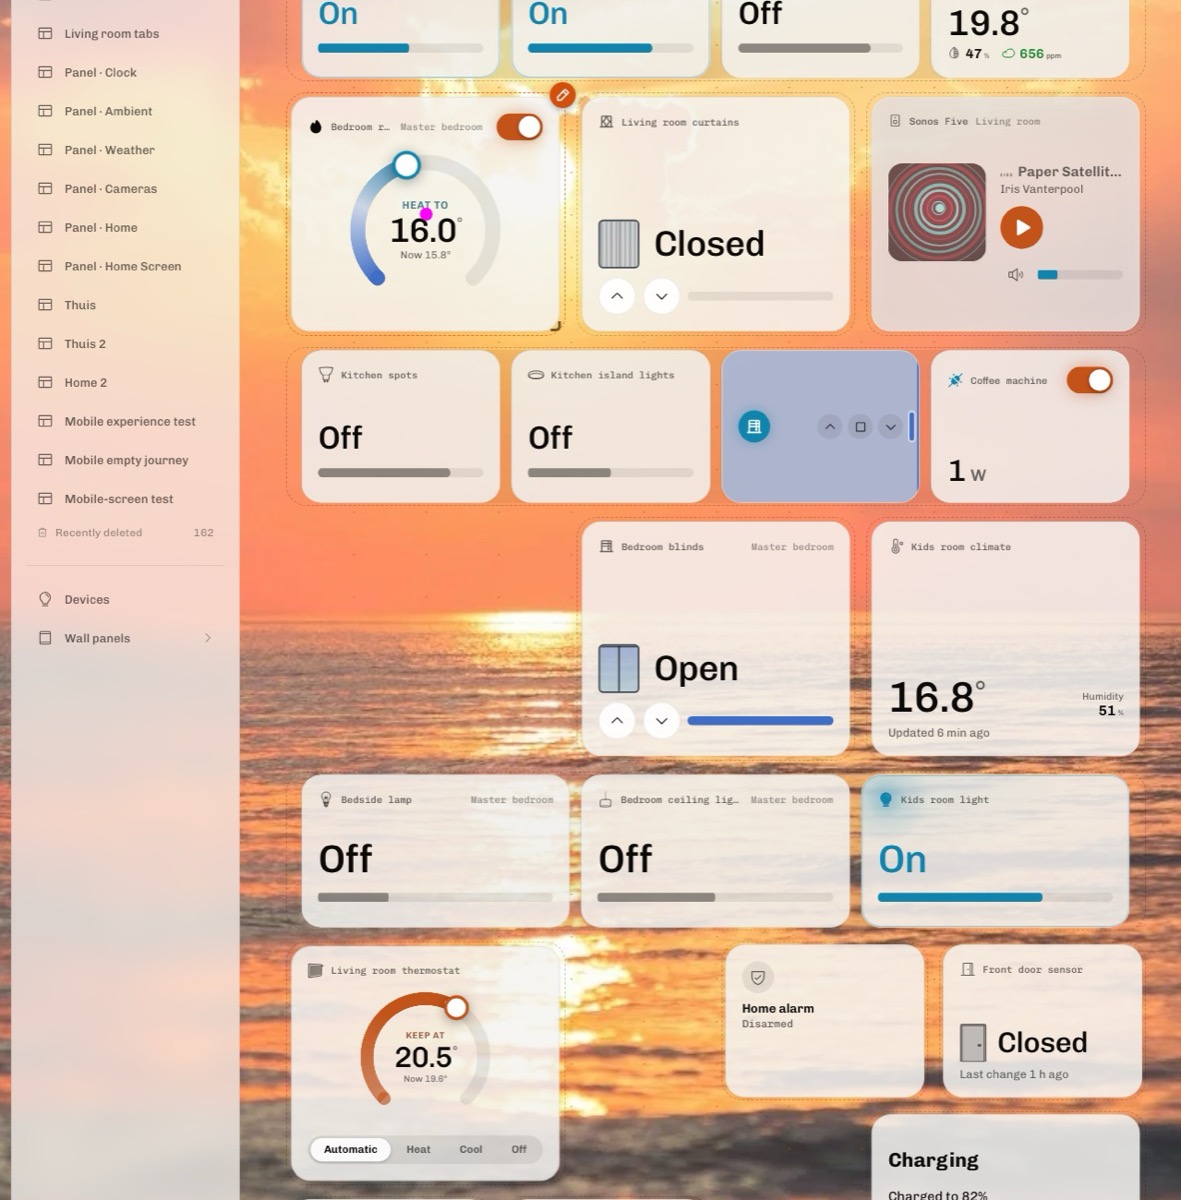 On
On
Off
19.8°
47 %
656 ppm
Living room tabs
Panel · Clock
Panel · Ambient
Panel · Weather
Panel · Cameras
Panel · Home
Panel · Home Screen
Thuis
Thuis 2
Home 2
Mobile experience test
Mobile empty journey
Mobile-screen test
Recently deleted 162
Devices
Wall panels
Bedroom r… Master bedroom
HEAT TO
16.0°
Now 15.8°
Living room curtains
Closed
Sonos Five Living room
Paper Satellit…
Iris Vanterpool
Kitchen spots
Off
Kitchen island lights
Off
Coffee machine
1 W
Bedroom blinds Master bedroom
Open
Kids room climate
16.8°
Humidity
51 %
Updated 6 min ago
Bedside lamp Master bedroom
Off
Bedroom ceiling lig… Master bedroom
Off
Kids room light
On
Living room thermostat
KEEP AT
20.5°
Now 19.6°
Automatic Heat Cool Off
Home alarm
Disarmed
Front door sensor
Closed
Last change 1 h ago
Charging
Charged to 82%